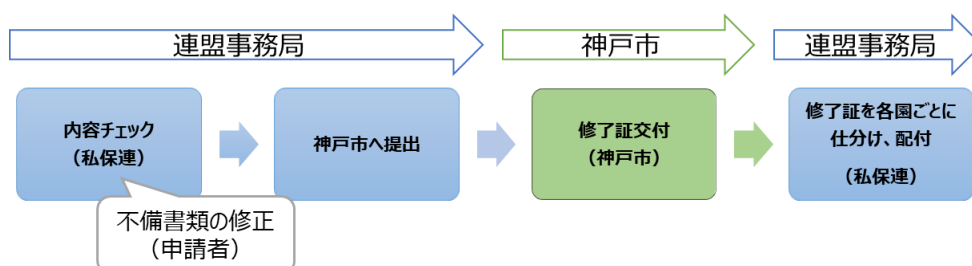 連盟事務局
神戸市
連盟事務局
内容チェック
（私保連）
神戸市へ提出
修了証交付
（神戸市）
修了証を各園ごとに
仕分け、配付
（私保連）
不備書類の修正
（申請者）